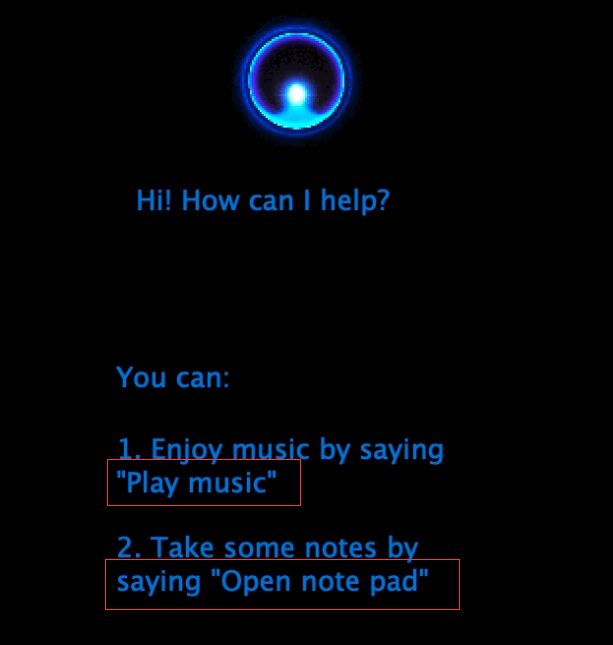 Hi! How can I help?
You can:
1. Enjoy music by saying
"Play music"
2. Take some notes by
saying "Open note pad"